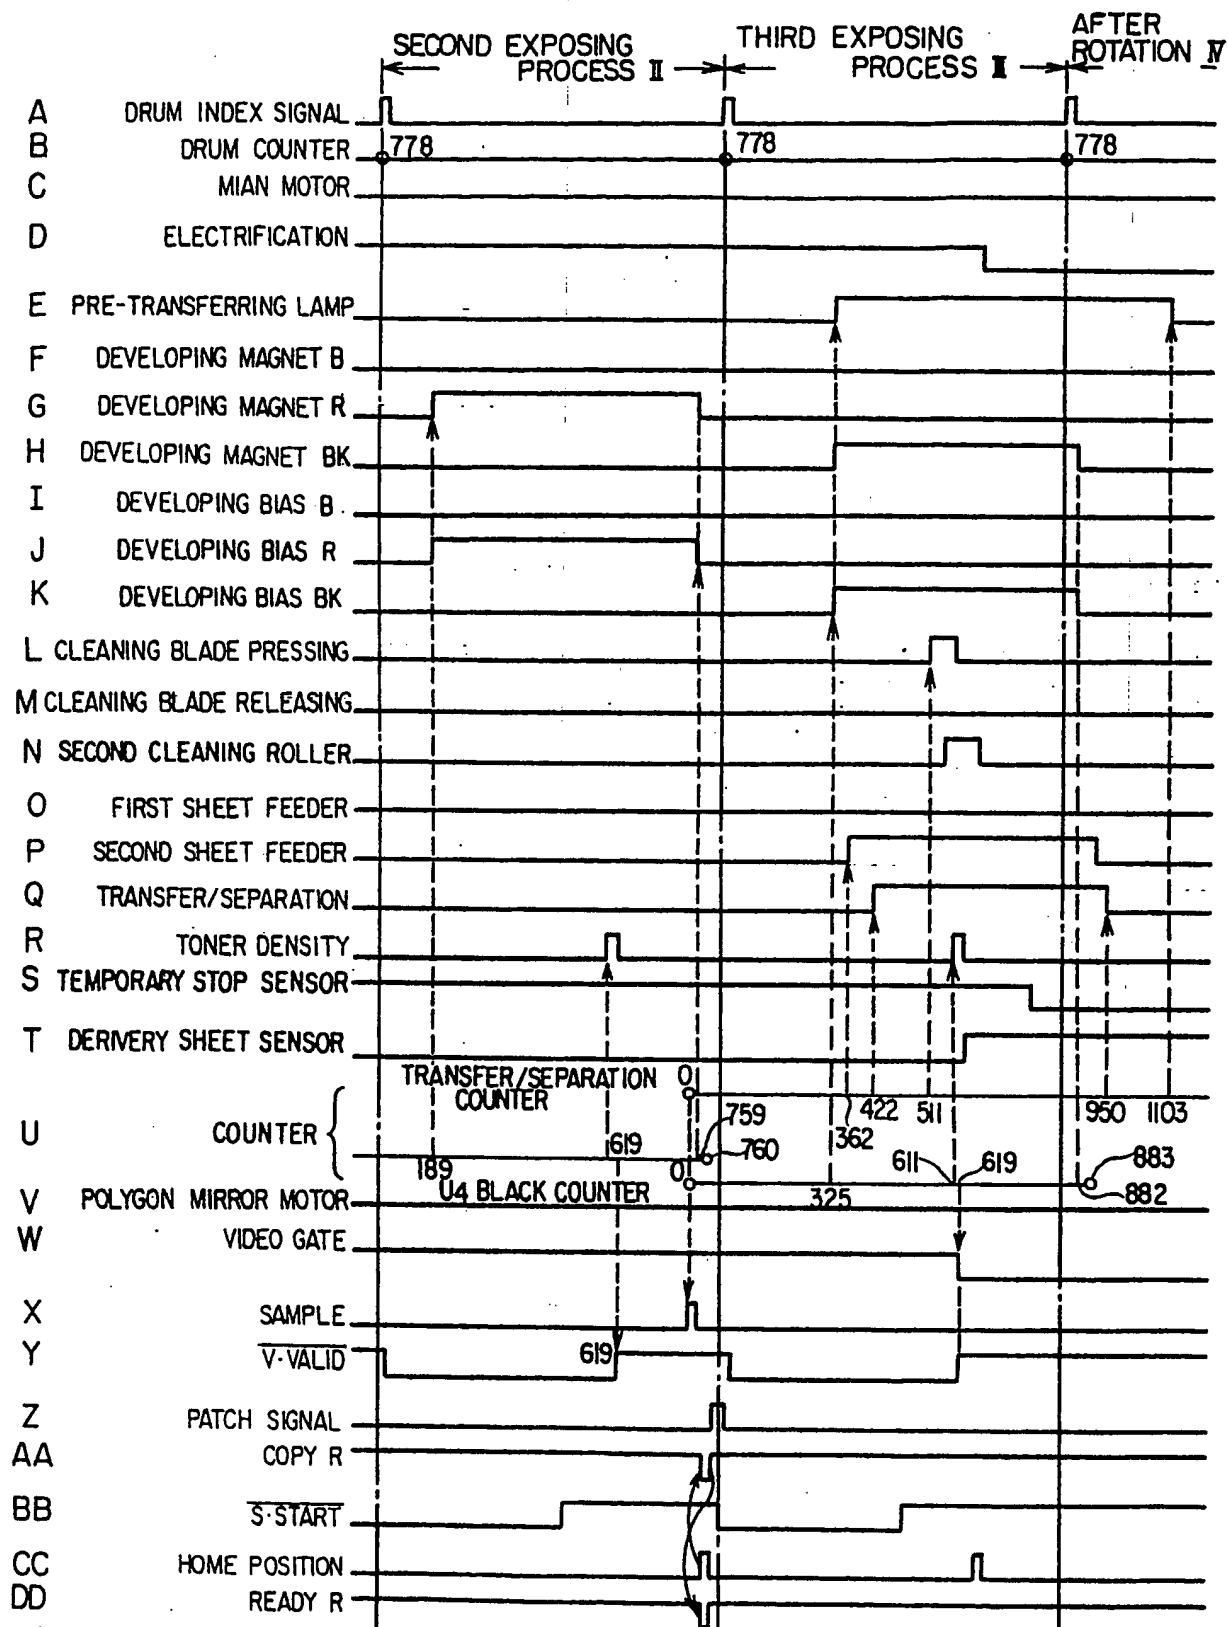 SECOND EXPOSING PROCESS II
THIRD EXPOSING PROCESS III
AFTER ROTATION IV
A DRUM INDEX SIGNAL
B DRUM COUNTER 778 778 778
C MIAN MOTOR
D ELECTRIFICATION
E PRE-TRANSFERRING LAMP
F DEVELOPING MAGNET B
G DEVELOPING MAGNET R
H DEVELOPING MAGNET BK
I DEVELOPING BIAS B
J DEVELOPING BIAS R
K DEVELOPING BIAS BK
L CLEANING BLADE PRESSING
M CLEANING BLADE RELEASING
N SECOND CLEANING ROLLER
O FIRST SHEET FEEDER
P SECOND SHEET FEEDER
Q TRANSFER/SEPARATION
R TONER DENSITY
S TEMPORARY STOP SENSOR
T DERIVERY SHEET SENSOR
TRANSFER/SEPARATION COUNTER 0
362 422 511 950 1103
U COUNTER
189 619 759 760
U4 BLACK COUNTER 0
325 611 619 883 882
V POLYGON MIRROR MOTOR
W VIDEO GATE
X SAMPLE
Y V·VALID 619
Z PATCH SIGNAL
AA COPY R
BB S·START
CC HOME POSITION
DD READY R